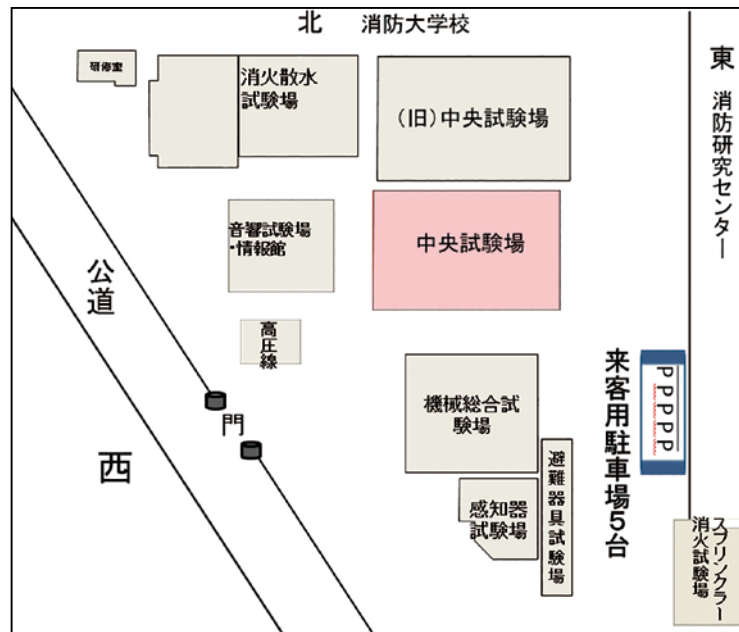 北
消防大学校
東
消防研究センター
研修室
消火散水
試験場
（旧）中央試験場
音響試験場
・情報館
中央試験場
公道
高圧線
門
西
機械総合試
験場
感知器
試験場
避難器具試験場
来客用駐車場5台
PPPPP
スプリンクラー
消火試験場